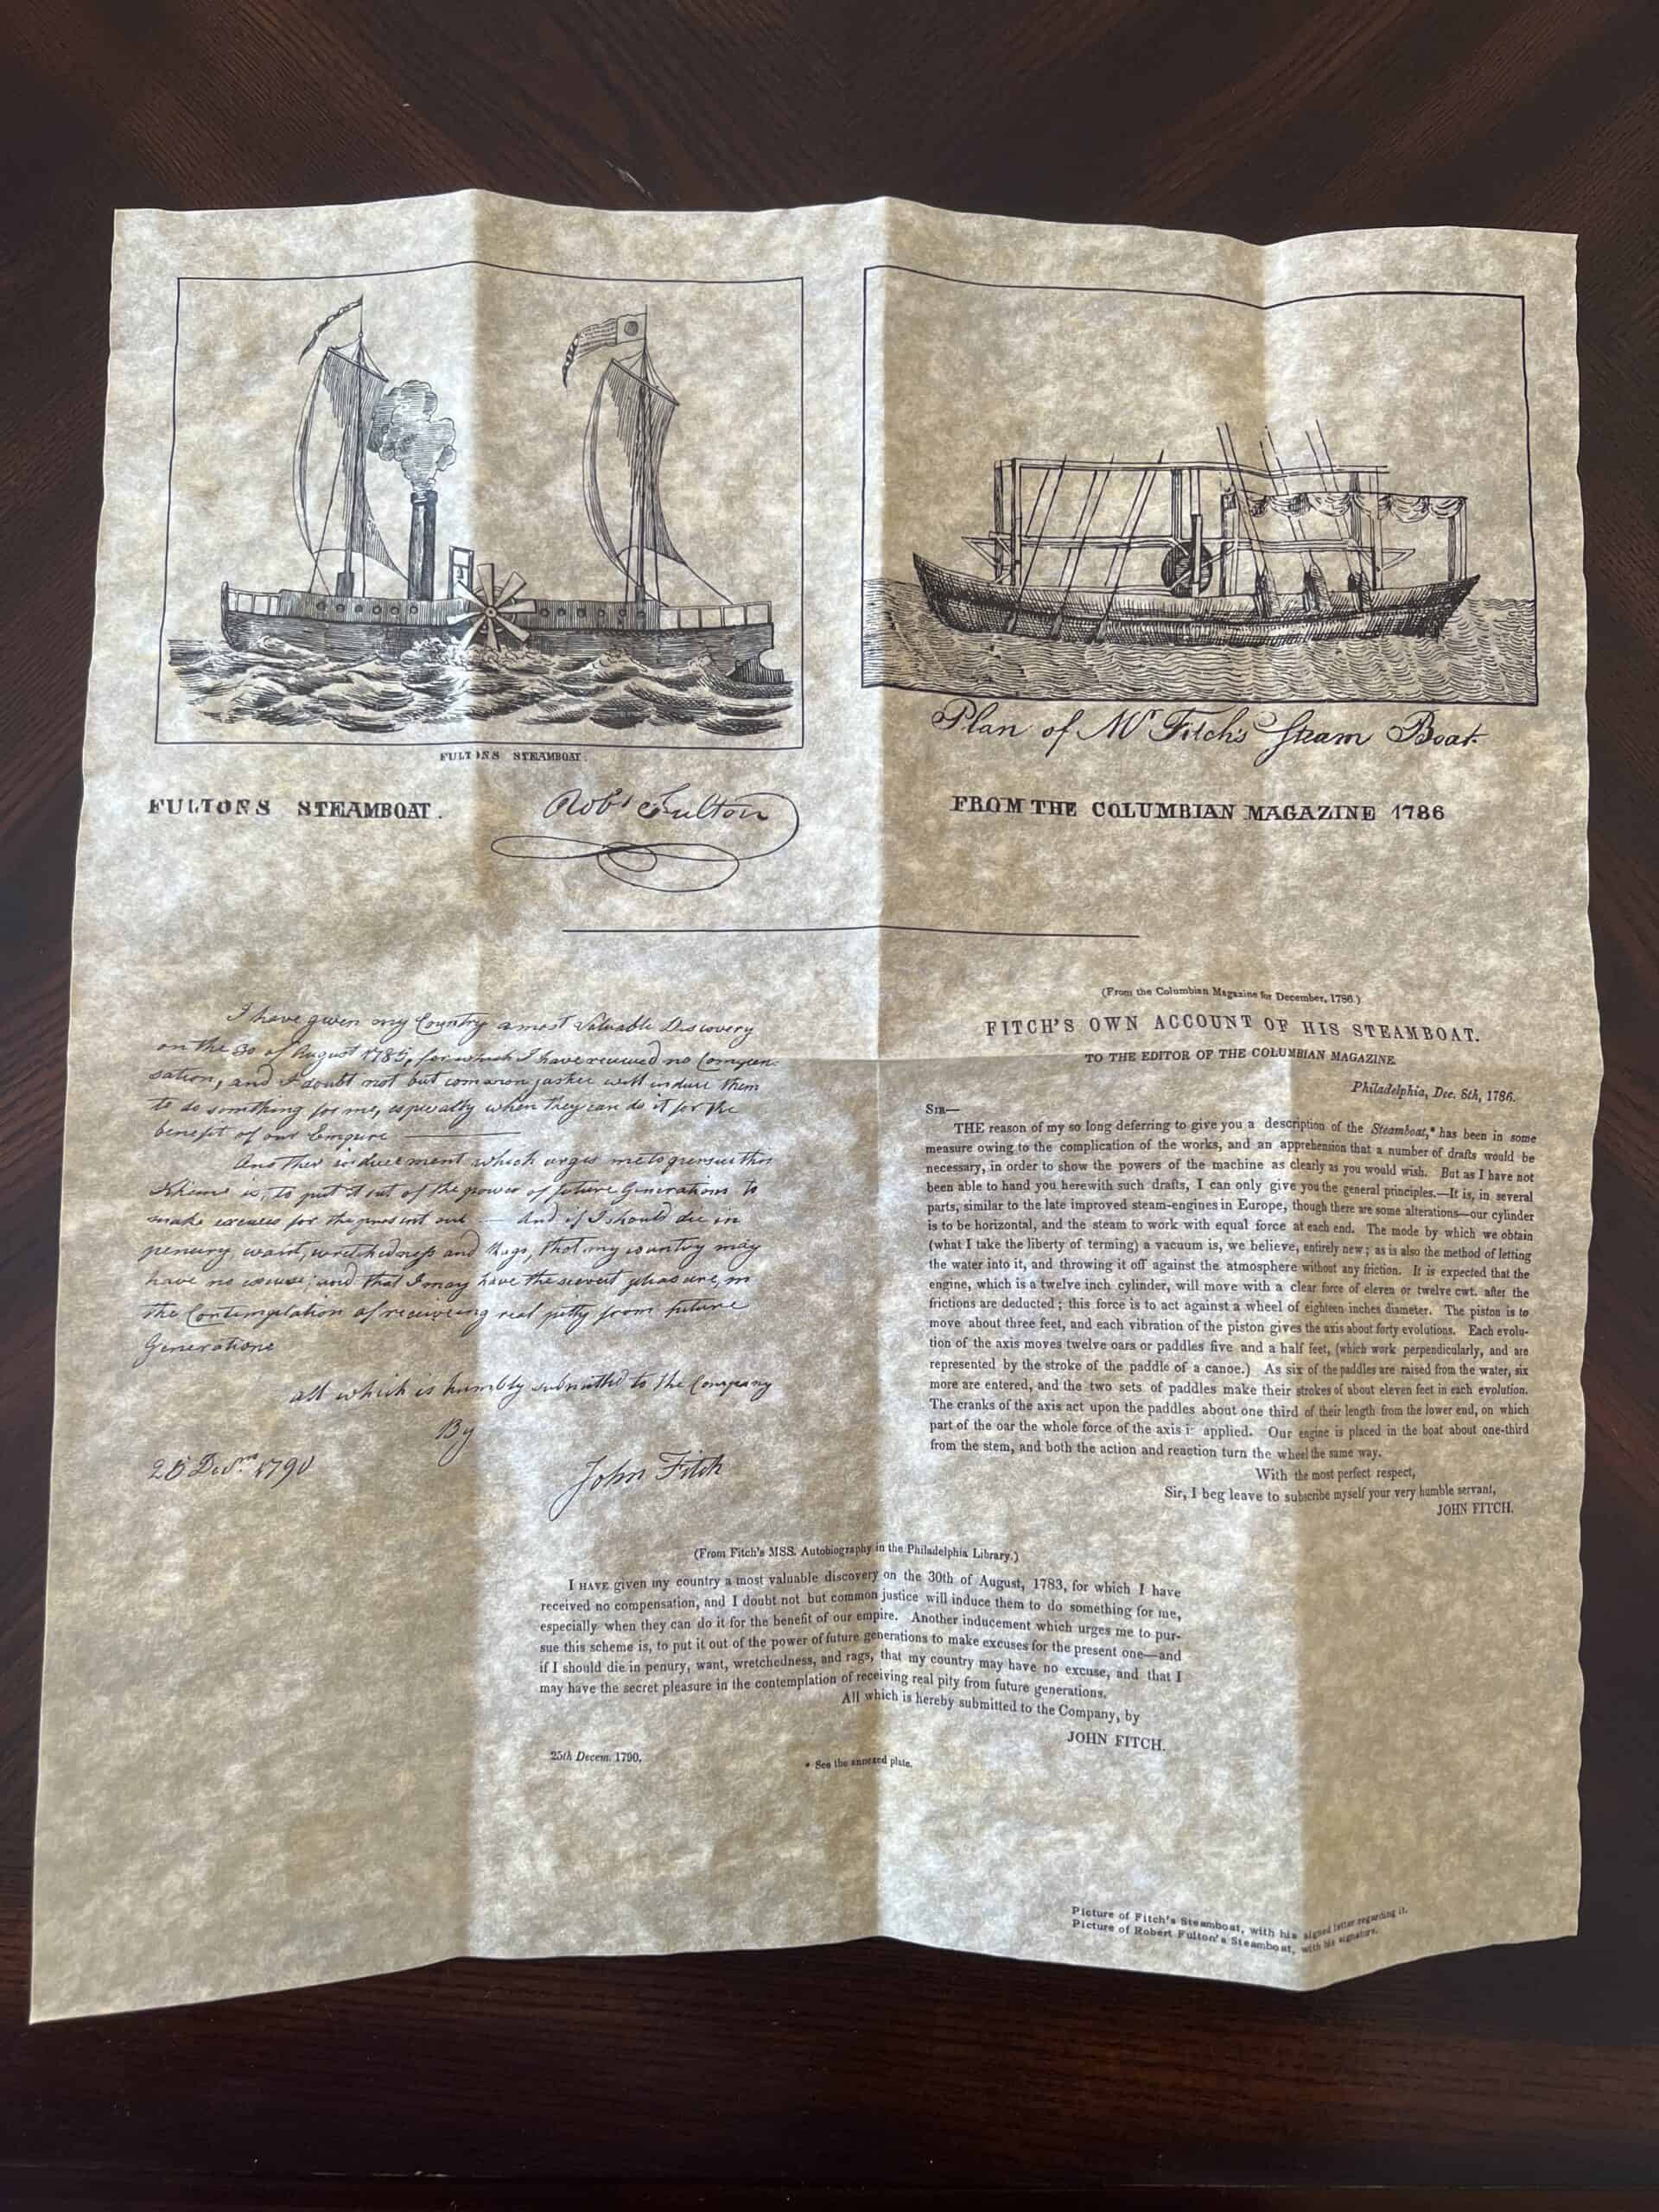 FULTONS STEAMBOAT.
FULTONS STEAMBOAT.
Robt Fulton
Plan of Mr Fitch's Steam Boat.
FROM THE COLUMBIAN MAGAZINE 1786
I have given my Country a most Valuable Discovery
on the 30 of August 1785, for which I have received no Compen-
sation, and I doubt not but common justice will induce them
to do something for me, especially when they can do it for the
benefit of our Empire
Another inducement which urges me to persue this
Scheme is, to put it out of the power of future Generations to
make excuses for the present one — And if I should die in
penury, want, wretchedness and Rags, that my country may
have no excuse; and that I may have the secret pleasure, in
the Contemplation of receiveing real pitty from future
Generations
all which is humbly submitted to the Company
By
John Fitch
25 Decm. 1790
(From the Columbian Magazine for December, 1786.)
FITCH'S OWN ACCOUNT OF HIS STEAMBOAT.
TO THE EDITOR OF THE COLUMBIAN MAGAZINE.
Philadelphia, Dec. 8th, 1786.
SIR—
THE reason of my so long deferring to give you a description of the Steamboat,* has been in some
measure owing to the complication of the works, and an apprehension that a number of drafts would be
necessary, in order to show the powers of the machine as clearly as you would wish. But as I have not
been able to hand you herewith such drafts, I can only give you the general principles.—It is, in several
parts, similar to the late improved steam-engines in Europe, though there are some alterations—our cylinder
is to be horizontal, and the steam to work with equal force at each end. The mode by which we obtain
(what I take the liberty of terming) a vacuum is, we believe, entirely new; as is also the method of letting
the water into it, and throwing it off against the atmosphere without any friction. It is expected that the
engine, which is a twelve inch cylinder, will move with a clear force of eleven or twelve cwt. after the
frictions are deducted; this force is to act against a wheel of eighteen inches diameter. The piston is to
move about three feet, and each vibration of the piston gives the axis about forty evolutions. Each evolu-
tion of the axis moves twelve oars or paddles five and a half feet, (which work perpendicularly, and are
represented by the stroke of the paddle of a canoe.) As six of the paddles are raised from the water, six
more are entered, and the two sets of paddles make their strokes of about eleven feet in each evolution.
The cranks of the axis act upon the paddles about one third of their length from the lower end, on which
part of the oar the whole force of the axis i applied. Our engine is placed in the boat about one-third
from the stem, and both the action and reaction turn the wheel the same way.
With the most perfect respect,
Sir, I beg leave to subscribe myself your very humble servant,
JOHN FITCH.
(From Fitch's MSS. Autobiography in the Philadelphia Library.)
I HAVE given my country a most valuable discovery on the 30th of August, 1783, for which I have
received no compensation, and I doubt not but common justice will induce them to do something for me,
especially when they can do it for the benefit of our empire. Another inducement which urges me to pur-
sue this scheme is, to put it out of the power of future generations to make excuses for the present one—and
if I should die in penury, want, wretchedness, and rags, that my country may have no excuse, and that I
may have the secret pleasure in the contemplation of receiving real pity from future generations.
All which is hereby submitted to the Company, by
JOHN FITCH.
25th Decem. 1790.
* See the annexed plate.
Picture of Fitch's Steamboat, with his signed letter regarding it.
Picture of Robert Fulton's Steamboat, with his signature.